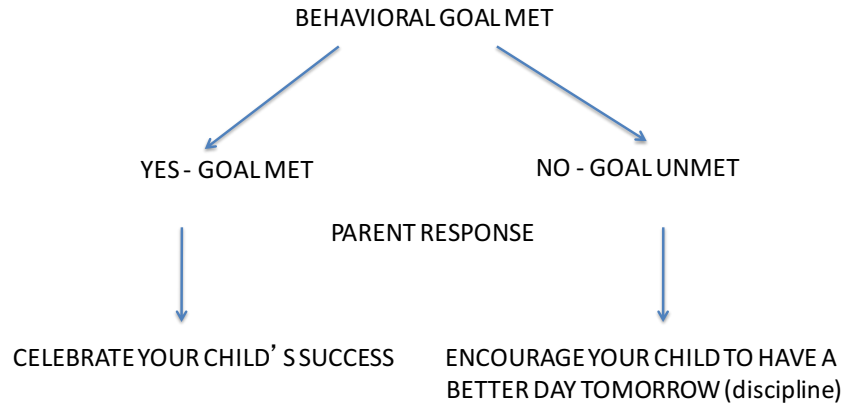 BEHAVIORAL GOAL MET
YES - GOAL MET
NO - GOAL UNMET
PARENT RESPONSE
CELEBRATE YOUR CHILD’S SUCCESS
ENCOURAGE YOUR CHILD TO HAVE A
BETTER DAY TOMORROW (discipline)